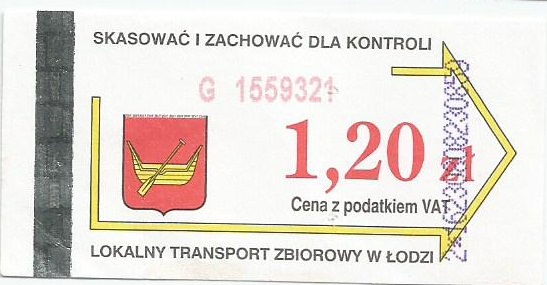 SKASOWAĆ I ZACHOWAĆ DLA KONTROLI
G 1559321
1,20 zł
Cena z podatkiem VAT
LOKALNY TRANSPORT ZBIOROWY W ŁODZI